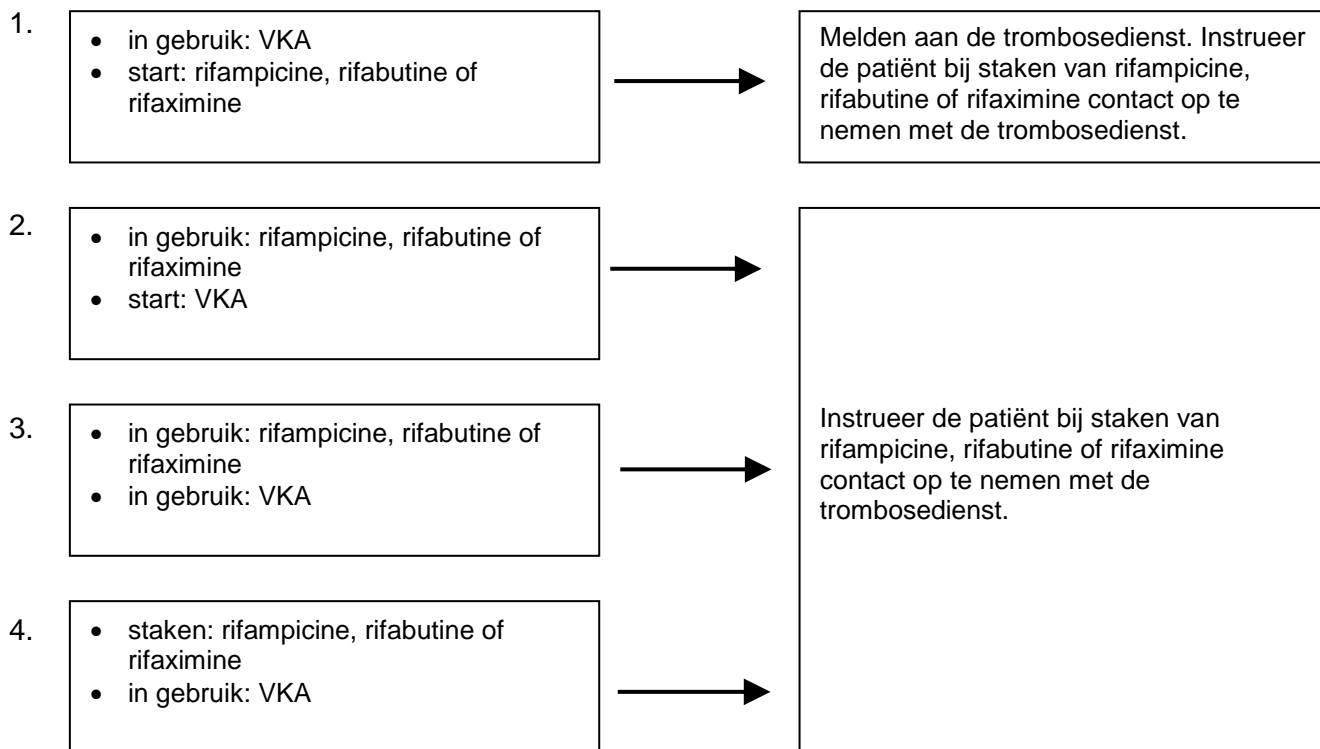 1.
• in gebruik: VKA
• start: rifampicine, rifabutine of
rifaximine
Melden aan de trombosedienst. Instrueer
de patiënt bij staken van rifampicine,
rifabutine of rifaximine contact op te
nemen met de trombosedienst.
2.
• in gebruik: rifampicine, rifabutine of
rifaximine
• start: VKA
3.
• in gebruik: rifampicine, rifabutine of
rifaximine
• in gebruik: VKA
Instrueer de patiënt bij staken van
rifampicine, rifabutine of rifaximine
contact op te nemen met de
trombosedienst.
4.
• staken: rifampicine, rifabutine of
rifaximine
• in gebruik: VKA